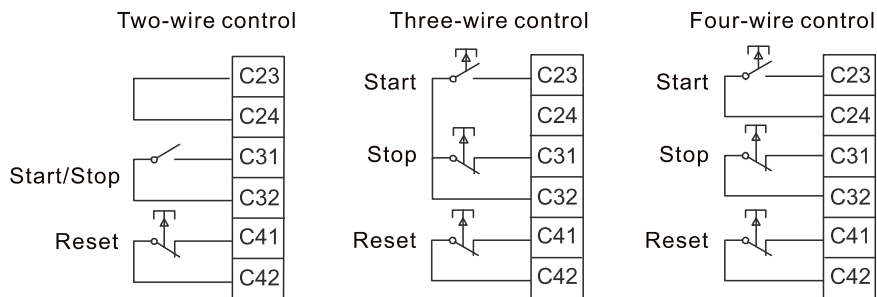 Two-wire control
C23
C24
Start/Stop
C31
C32
Reset
C41
C42
Three-wire control
Start
C23
C24
Stop
C31
C32
Reset
C41
C42
Four-wire control
Start
C23
C24
Stop
C31
C32
Reset
C41
C42